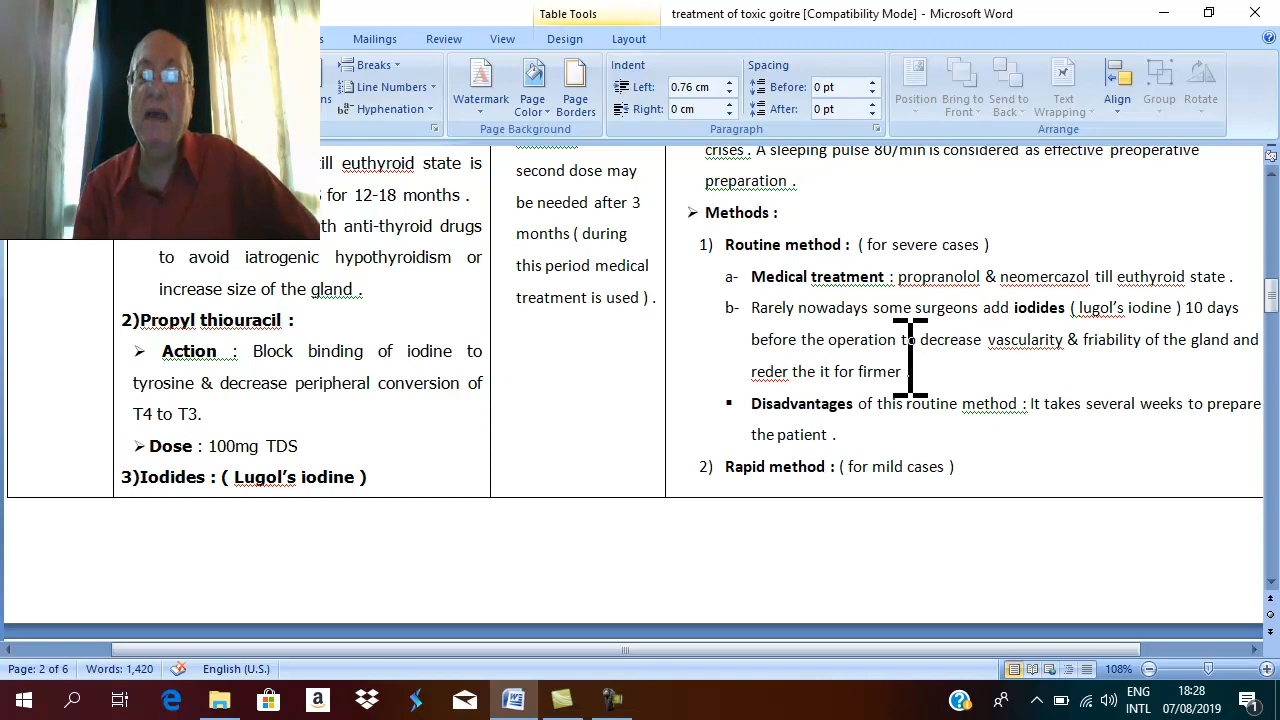 Table Tools
treatment of toxic goitre [Compatibility Mode] - Microsoft Word
Mailings
Review
View
Design
Layout
Breaks
Line Numbers
Hyphenation
Watermark
Page Color
Page Borders
Page Background
Indent
Left: 0.76 cm
Right: 0 cm
Spacing
Before: 0 pt
After: 0 pt
Paragraph
Position
Bring to Front
Send to Back
Text Wrapping
Align
Group
Rotate
Arrange
till euthyroid state is
for 12-18 months .
anti-thyroid drugs
to avoid iatrogenic hypothyroidism or
increase size of the gland .
2)Propyl thiouracil :
Action : Block binding of iodine to
tyrosine & decrease peripheral conversion of
T4 to T3.
Dose : 100mg TDS
3)Iodides : ( Lugol's iodine )
second dose may
be needed after 3
months ( during
this period medical
treatment is used ) .
crises . A sleeping pulse 80/min is considered as effective preoperative
preparation .
Methods :
1) Routine method : ( for severe cases )
a- Medical treatment : propranolol & neomercazol till euthyroid state .
b- Rarely nowadays some surgeons add iodides ( lugol's iodine ) 10 days
before the operation to decrease vascularity & friability of the gland and
reder the it for firmer .
Disadvantages of this routine method : It takes several weeks to prepare
the patient .
2) Rapid method : ( for mild cases )
Page: 2 of 6
Words: 1,420
English (U.S.)
108%
ENG
INTL
18:28
07/08/2019
1